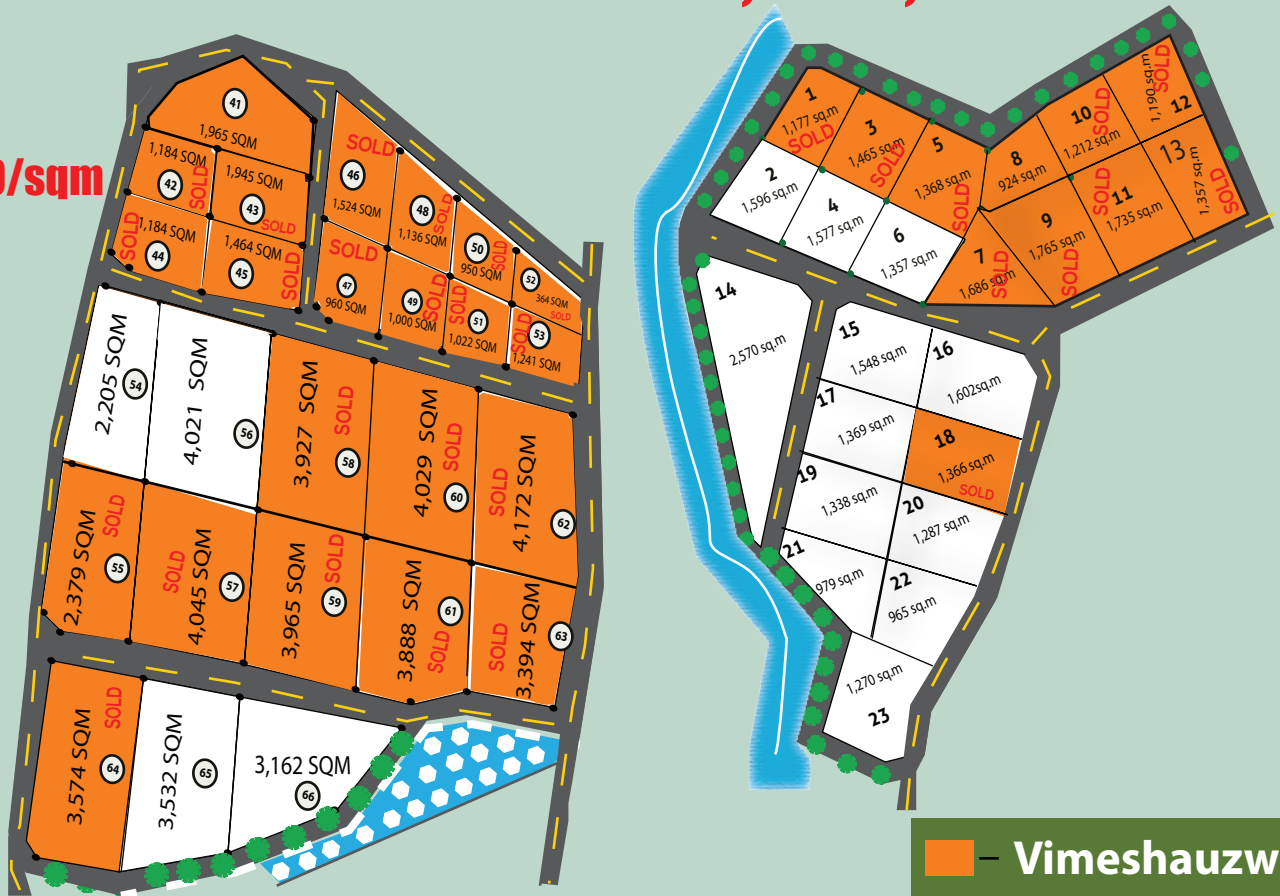 0/sqm
41
1,965 SQM
1,184 SQM
42
SOLD
1,945 SQM
43
SOLD
SOLD
1,184 SQM
44
1,464 SQM
45
SOLD
SOLD
46
1,524 SQM
48
SOLD
1,136 SQM
50
SOLD
950 SQM
52
364 SQM
SOLD
SOLD
47
960 SQM
49
SOLD
1,000 SQM
SOLD
51
1,022 SQM
SOLD
53
1,241 SQM
2,205 SQM
54
4,021 SQM
56
3,927 SQM
SOLD
58
4,029 SQM
SOLD
60
SOLD
4,172 SQM
62
2,379 SQM
SOLD
55
SOLD
4,045 SQM
57
3,965 SQM
SOLD
59
3,888 SQM
SOLD
61
SOLD
3,394 SQM
63
3,574 SQM
SOLD
64
3,532 SQM
65
3,162 SQM
66
1
1,177 sq.m
SOLD
2
1,596 sq.m
3
1,465 sq.m
SOLD
4
1,577 sq.m
5
1,368 sq.m
SOLD
6
1,357 sq.m
7
1,686 sq.m
SOLD
8
924 sq.m
9
1,765 sq.m
SOLD
10
1,212 sq.m
SOLD
11
1,735 sq.m
SOLD
12
1,190 sq.m
SOLD
13
1,357 sq.m
SOLD
14
2,570 sq.m
15
1,548 sq.m
16
1,602sq.m
17
1,369 sq.m
18
1,366 sq.m
SOLD
19
1,338 sq.m
20
1,287 sq.m
21
979 sq.m
22
965 sq.m
1,270 sq.m
23
– Vimeshauzw